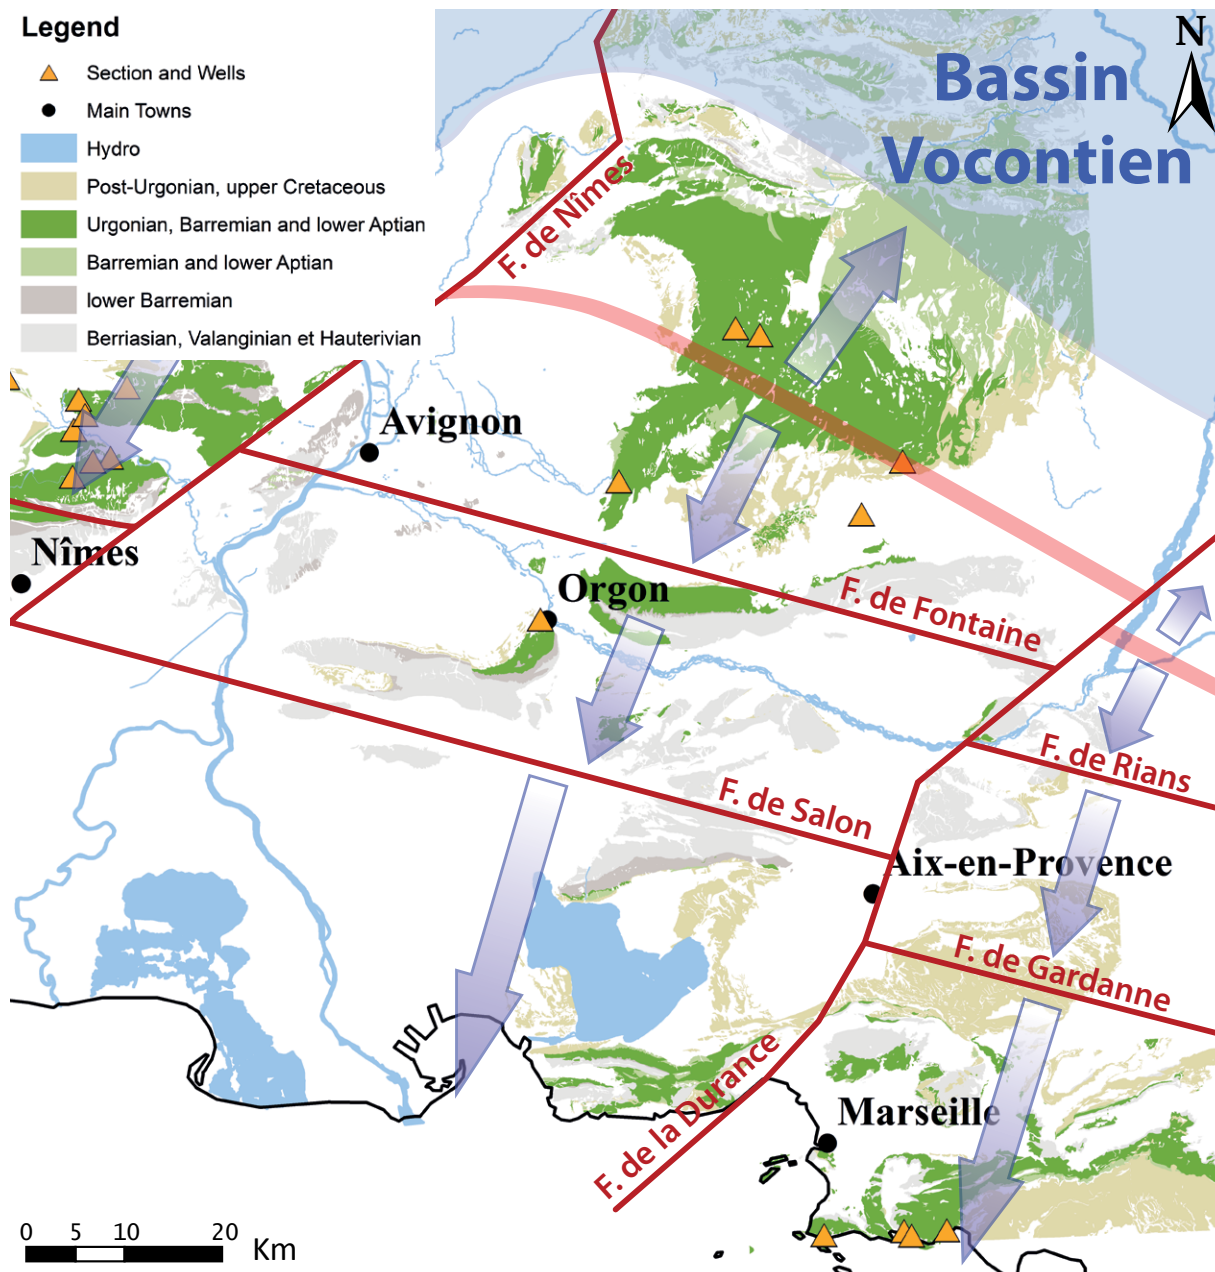 Legend
Section and Wells
Main Towns
Hydro
Post-Urgonian, upper Cretaceous
Urgonian, Barremian and lower Aptian
Barremian and lower Aptian
lower Barremian
Berriasian, Valanginian et Hauterivian
N
Bassin
Vocontien
F. de Nîmes
Avignon
Nîmes
Orgon
F. de Fontaine
F. de Rians
F. de Salon
Aix-en-Provence
F. de Gardanne
F. de la Durance
Marseille
0 5 10 20
Km